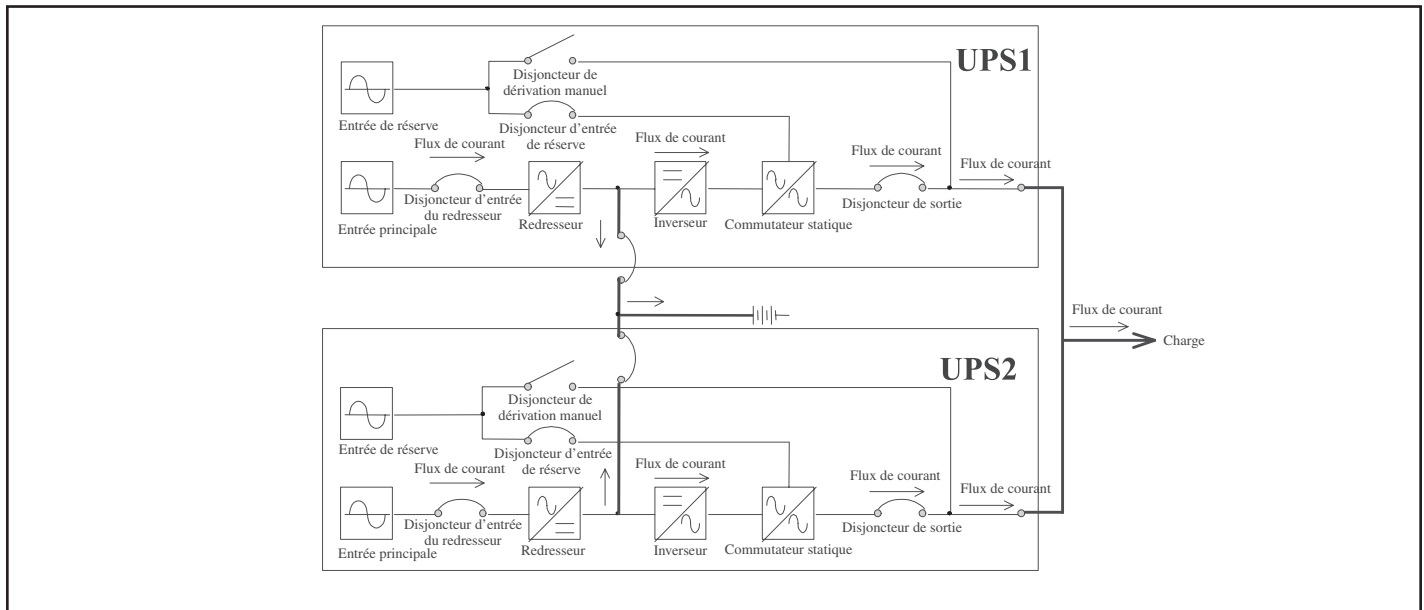 UPS1
Disjoncteur de
dérivation manuel
Entrée de réserve
Disjoncteur d'entrée
de réserve
Flux de courant
Flux de courant
Flux de courant
Flux de courant
Disjoncteur d'entrée
du redresseur
Entrée principale
Redresseur
Inverseur
Commutateur statique
Disjoncteur de sortie
Flux de courant
Charge
UPS2
Disjoncteur de
dérivation manuel
Entrée de réserve
Disjoncteur d'entrée
de réserve
Flux de courant
Flux de courant
Flux de courant
Flux de courant
Disjoncteur d'entrée
du redresseur
Entrée principale
Redresseur
Inverseur
Commutateur statique
Disjoncteur de sortie